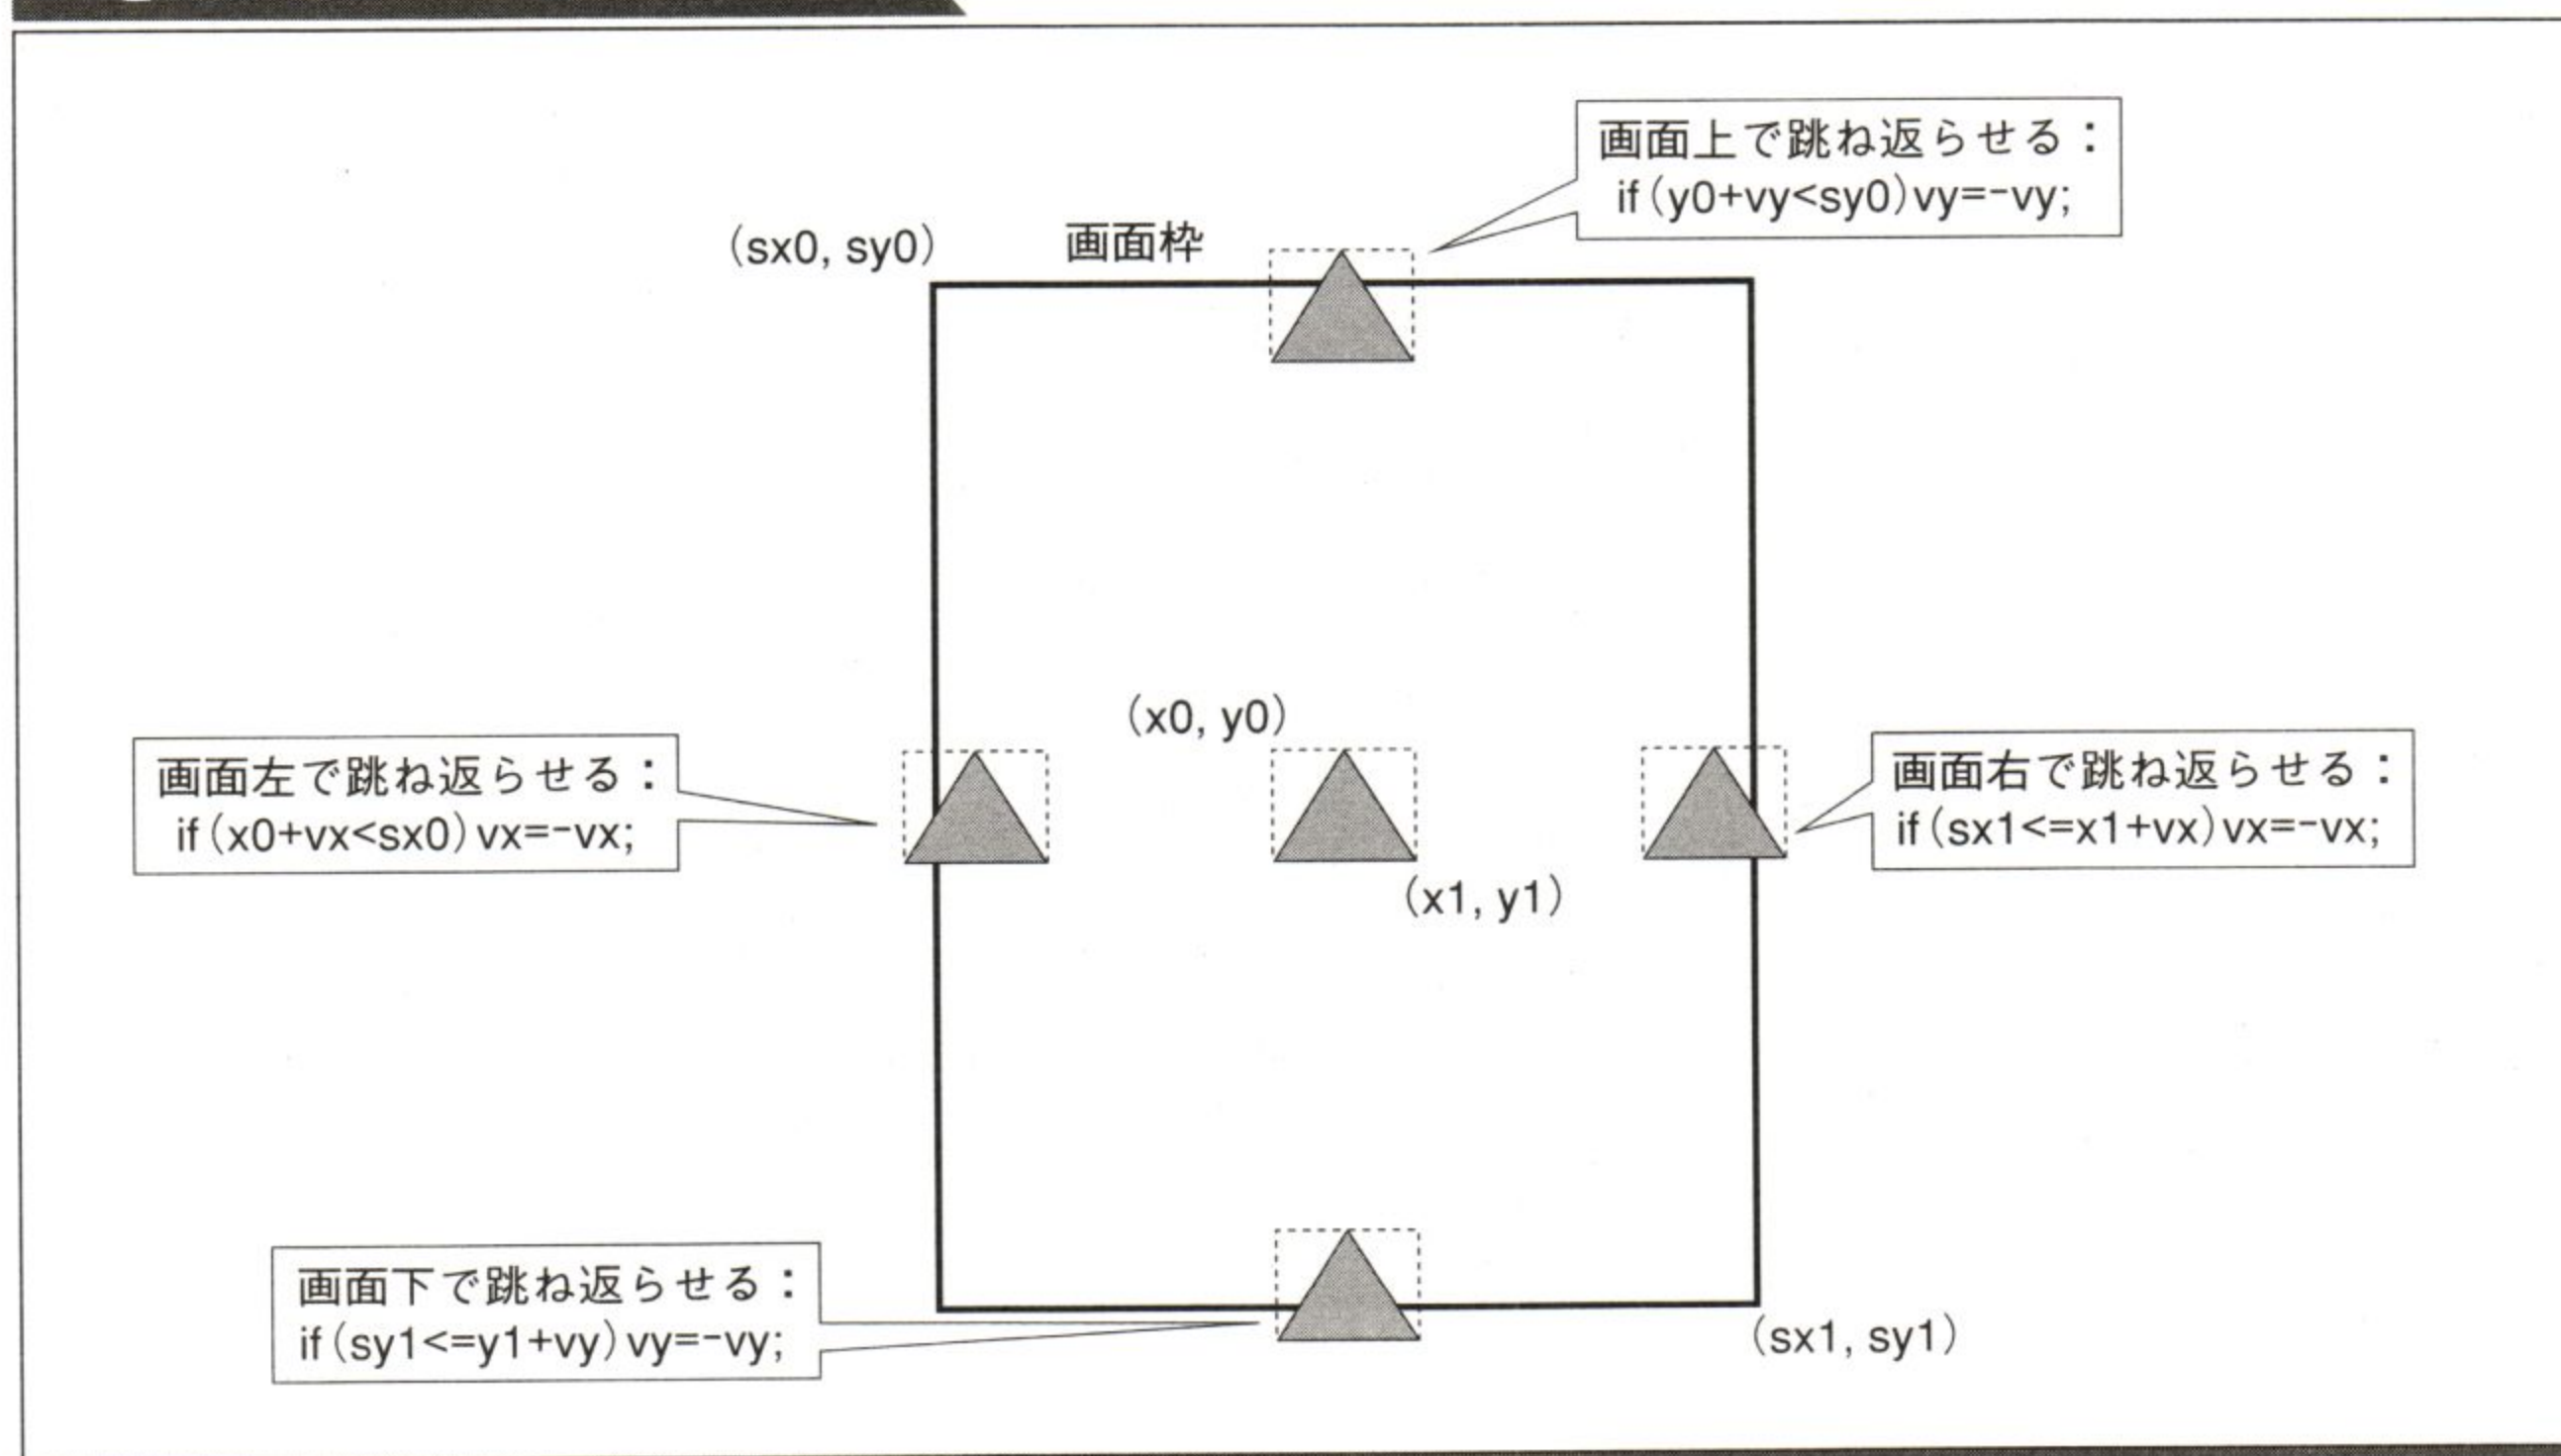 画面上で跳ね返らせる：
if(y0+vy<sy0)vy=-vy;
(sx0, sy0)
画面枠
(x0, y0)
画面左で跳ね返らせる：
if(x0+vx<sx0)vx=-vx;
画面右で跳ね返らせる：
if(sx1<=x1+vx)vx=-vx;
(x1, y1)
画面下で跳ね返らせる：
if(sy1<=y1+vy)vy=-vy;
(sx1, sy1)